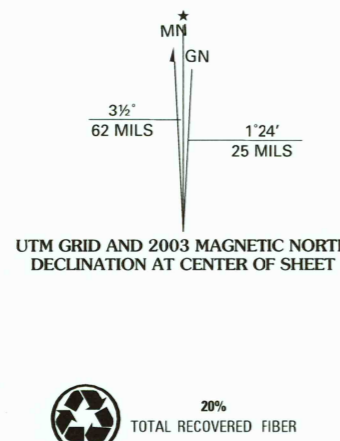 MN
GN
3½°
62 MILS
1°24′
25 MILS
UTM GRID AND 2003 MAGNETIC NORTH
DECLINATION AT CENTER OF SHEET
20%
TOTAL RECOVERED FIBER